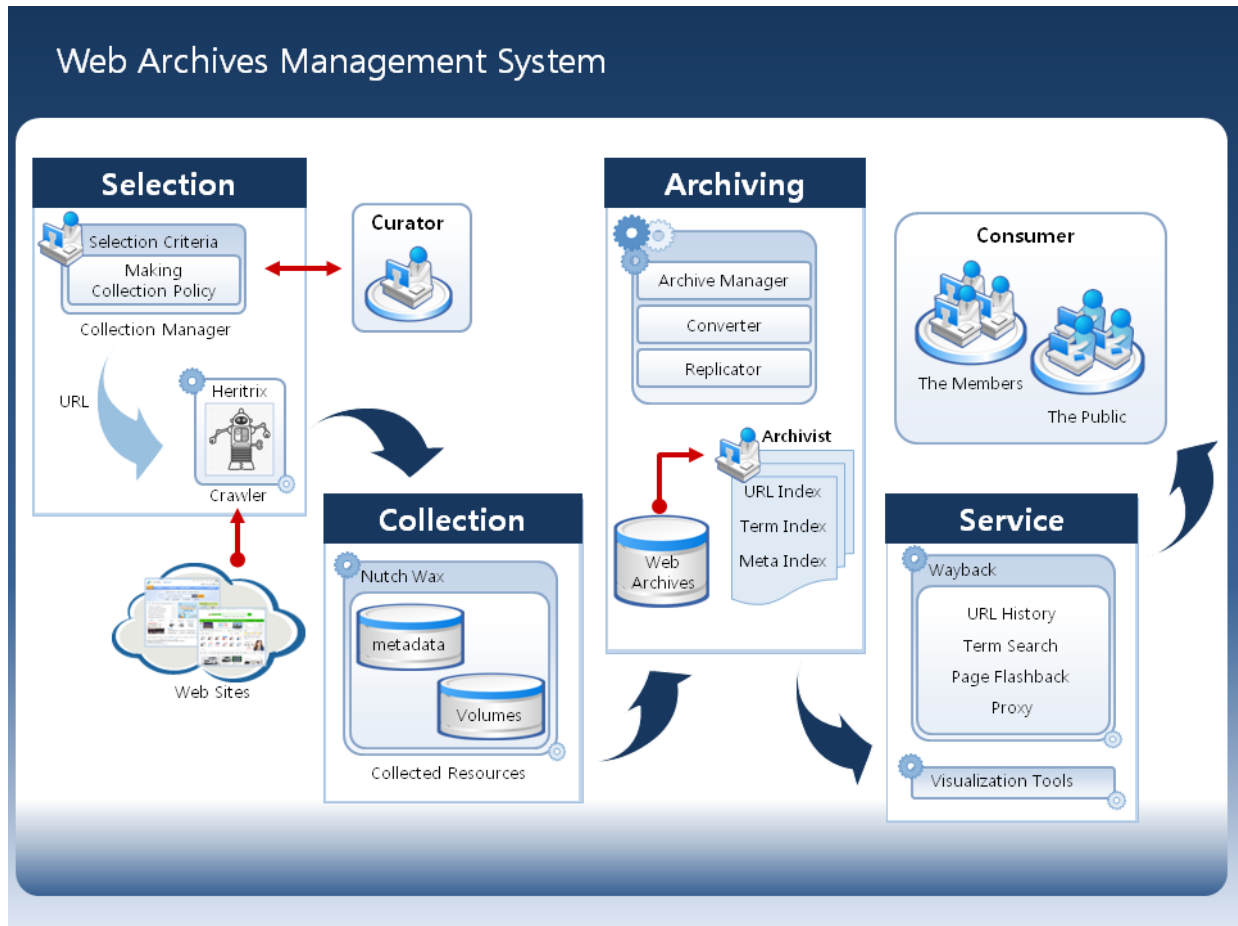 Web Archives Management System
Selection
Selection Criteria
Making
Collection Policy
Collection Manager
URL
Heritrix
Crawler
Web Sites
Curator
Collection
Nutch Wax
metadata
Volumes
Collected Resources
Archiving
Archive Manager
Converter
Replicator
Archivist
URL Index
Term Index
Meta Index
Web
Archives
Consumer
The Members
The Public
Service
Wayback
URL History
Term Search
Page Flashback
Proxy
Visualization Tools